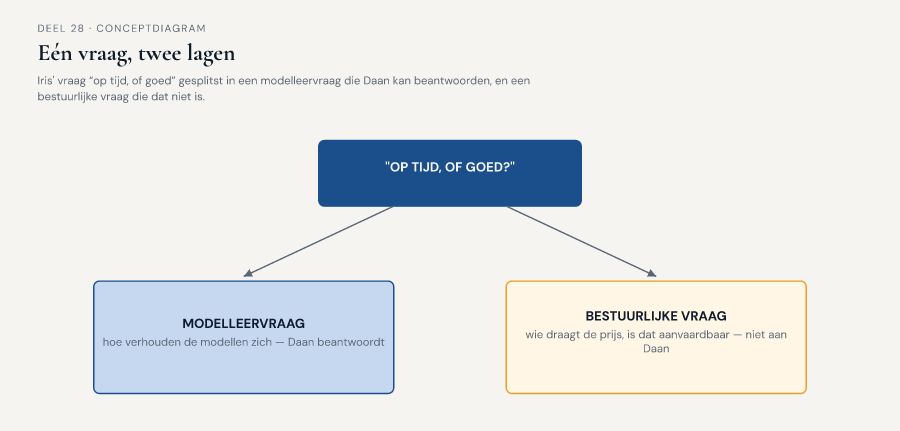 DEEL 28 · CONCEPTDIAGRAM
Eén vraag, twee lagen
Iris' vraag “op tijd, of goed” gesplitst in een modelleervraag die Daan kan beantwoorden, en een
bestuurlijke vraag die dat niet is.
"OP TIJD, OF GOED?"
MODELLEERVRAAG
hoe verhouden de modellen zich — Daan beantwoordt
BESTUURLIJKE VRAAG
wie draagt de prijs, is dat aanvaardbaar — niet aan
Daan